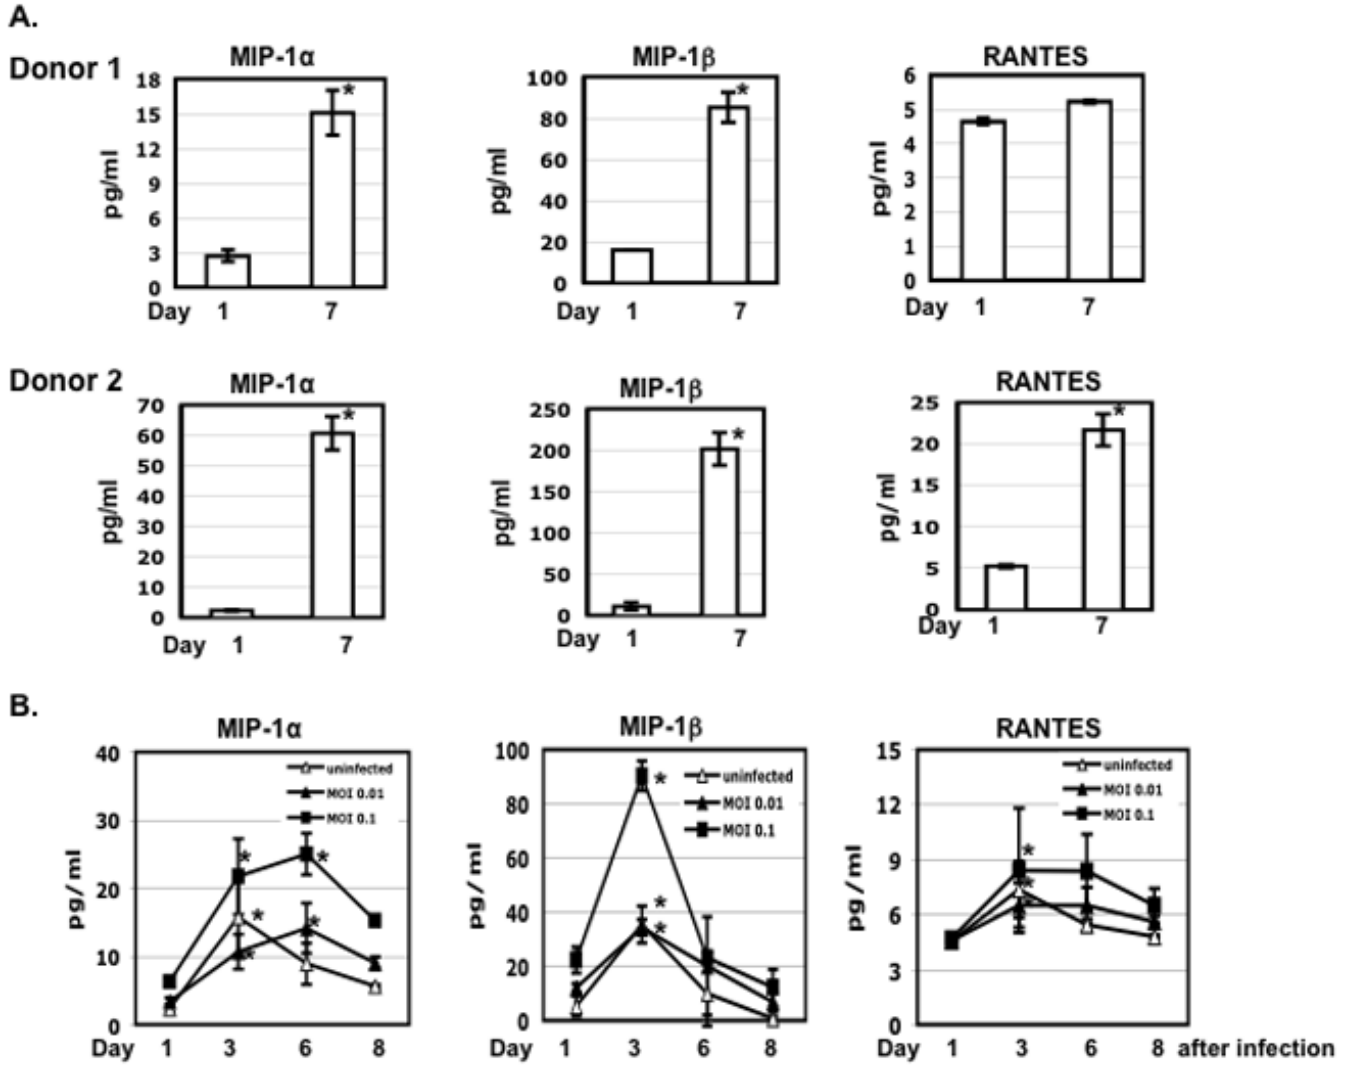 A.
Donor 1
MIP-1α
pg/ml
18
15
12
9
6
3
0
Day 1 7
*
MIP-1β
pg/ml
100
80
60
40
20
0
Day 1 7
*
RANTES
pg/ml
6
5
4
3
2
1
0
Day 1 7
Donor 2
MIP-1α
pg/ml
70
60
50
40
30
20
10
0
Day 1 7
*
MIP-1β
pg/ml
250
200
150
100
50
0
Day 1 7
*
RANTES
pg/ml
25
20
15
10
5
0
Day 1 7
*
B.
MIP-1α
pg/ml
40
30
20
10
0
uninfected
MOI 0.01
MOI 0.1
* * * * *
Day 1 3 6 8
MIP-1β
pg/ml
100
80
60
40
20
0
uninfected
MOI 0.01
MOI 0.1
* * *
Day 1 3 6 8
RANTES
pg/ml
15
12
9
6
3
0
uninfected
MOI 0.01
MOI 0.1
* * *
Day 1 3 6 8 after infection